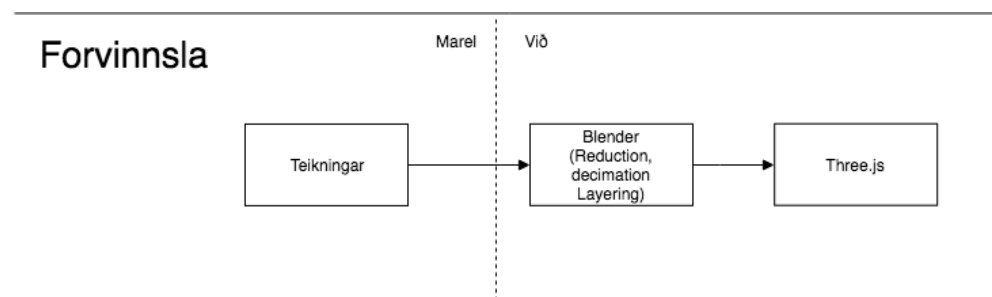 Forvinnsla
Marel
Við
Teikningar
Blender
(Reduction,
decimation
Layering)
Three.js